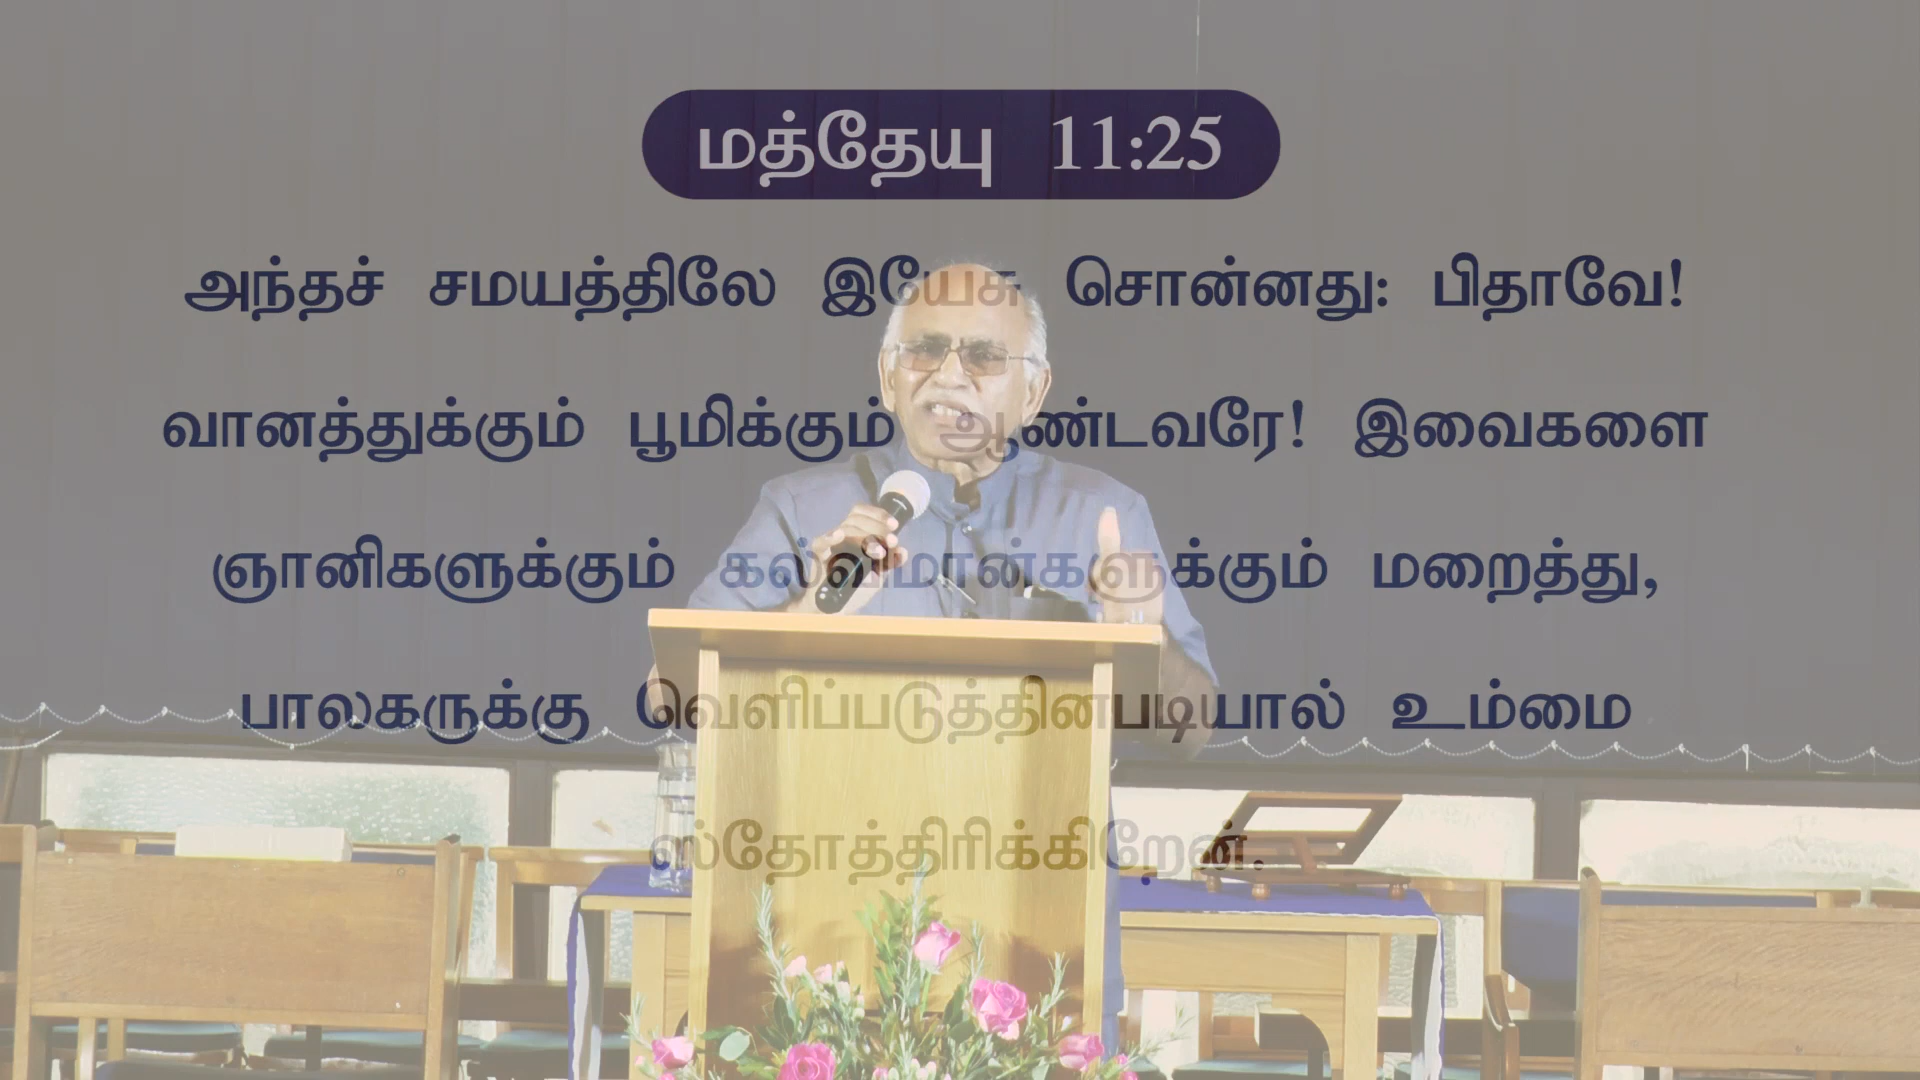 மத்தேயு 11:25
அந்தச் சமயத்திலே இயேசு சொன்னது: பிதாவே!
வானத்துக்கும் பூமிக்கும் ஆண்டவரே! இவைகளை
ஞானிகளுக்கும் கல்விமான்களுக்கும் மறைத்து,
பாலகருக்கு வெளிப்படுத்தினபடியால் உம்மை
ஸ்தோத்திரிக்கிறேன்.